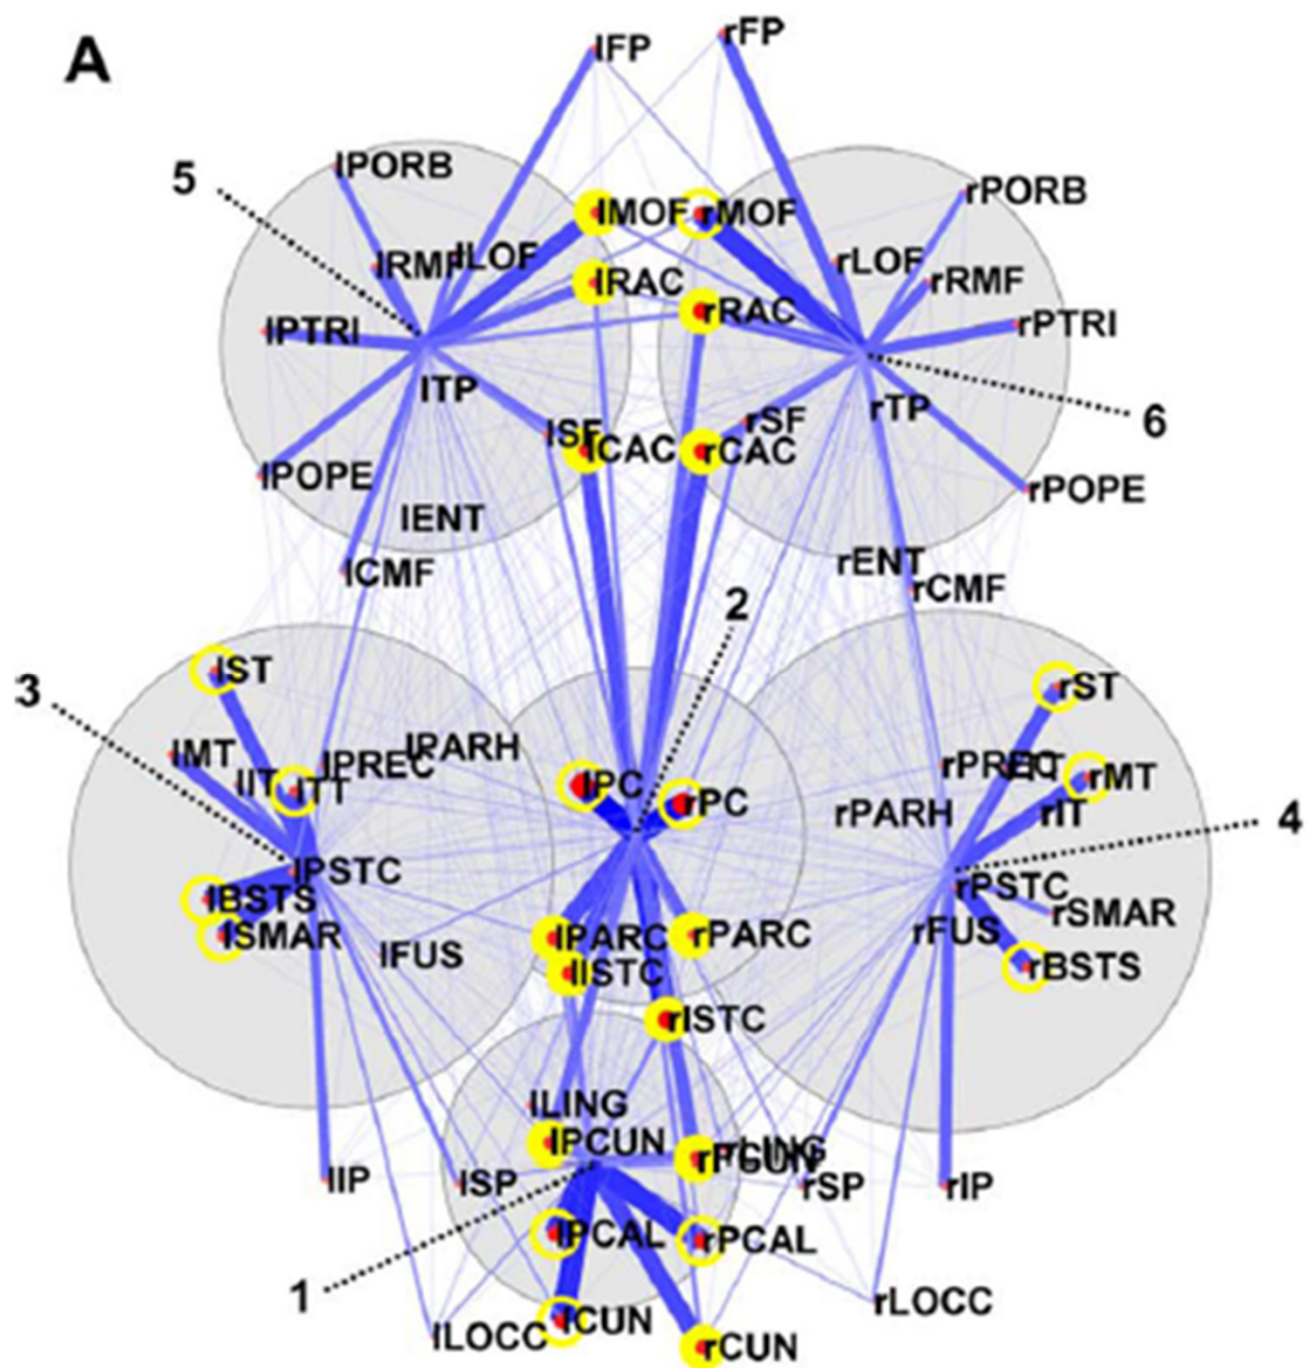 A
lFP
rFP
5
lPORB
rPORB
lMOF
rMOF
lRMF
lLOF
rLOF
lRAC
rRMF
rRAC
lPTRI
rPTRI
lTP
rTP
6
lSF
rSF
lCAC
rCAC
lPOPE
rPOPE
lENT
rENT
lCMF
rCMF
2
3
lST
rST
lMT
lPARH
lPREC
rPREC
rMT
lIT
lTT
lPC
rPC
rPARH
rIT
4
lPSTC
rPSTC
lBSTS
rSMAR
lSMAR
lPARC
rPARC
rFUS
lFUS
lISTC
rBSTS
rISTC
lLING
lPCUN
rPCUN
rLING
lIP
lSP
rSP
rIP
lPCAL
rPCAL
1
lCUN
rLOCC
lLOCC
rCUN